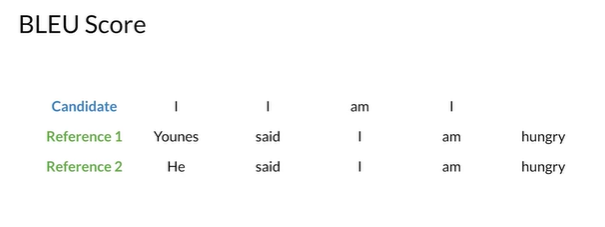 BLEU Score
Candidate I I am I
Reference 1 Younes said I am hungry
Reference 2 He said I am hungry